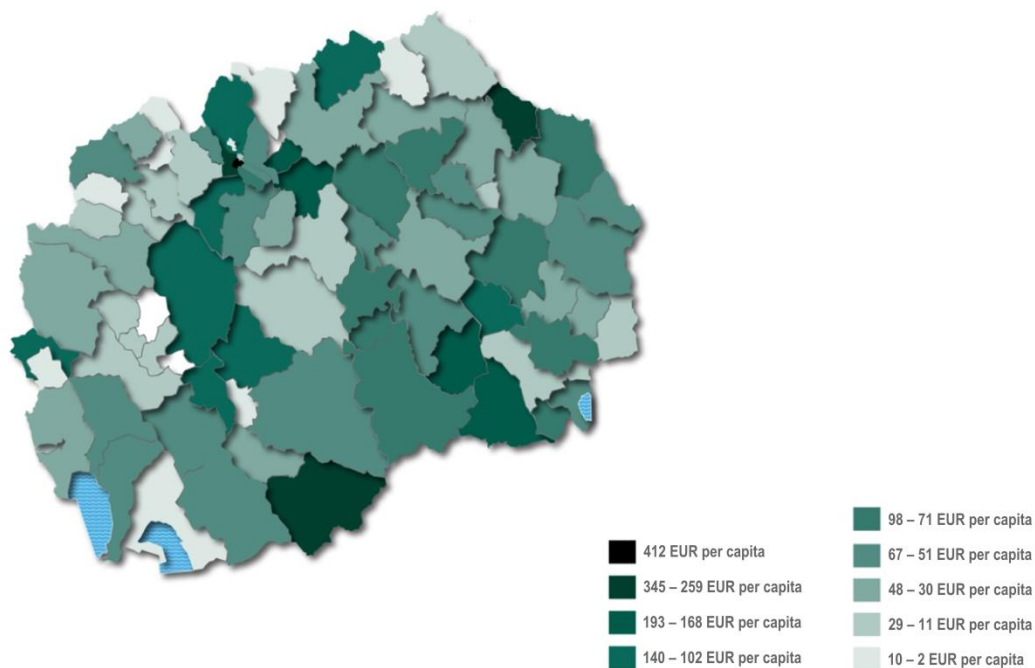 412 EUR per capita
345 – 259 EUR per capita
193 – 168 EUR per capita
140 – 102 EUR per capita
98 – 71 EUR per capita
67 – 51 EUR per capita
48 – 30 EUR per capita
29 – 11 EUR per capita
10 – 2 EUR per capita